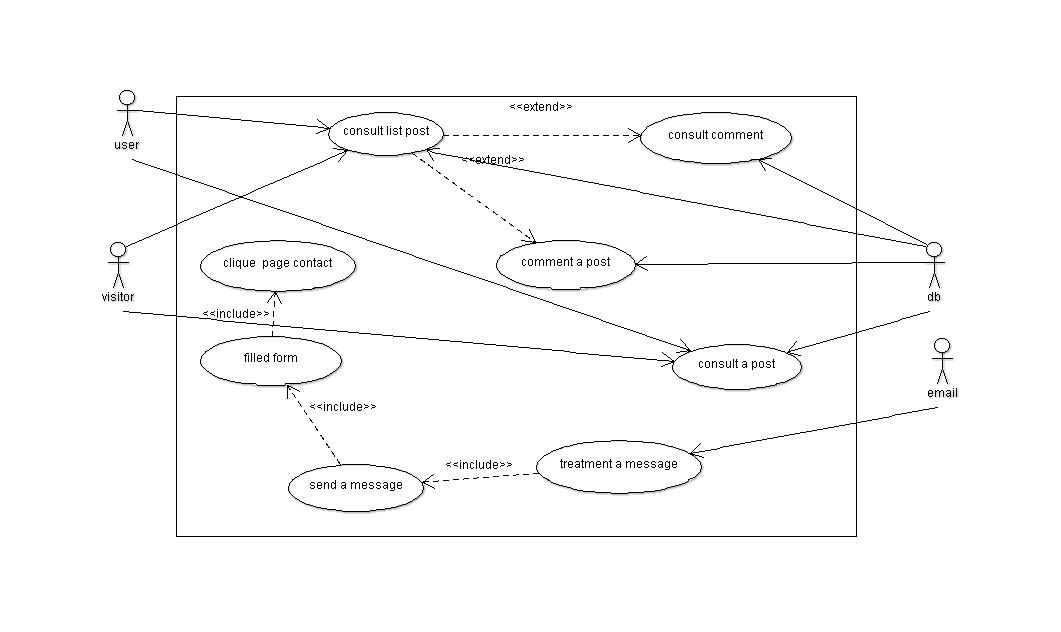 <<extend>>
consult list post
consult comment
user
<<extend>>
clique page contact
comment a post
visitor
db
<<include>>
filled form
consult a post
email
<<include>>
<<include>>
treatment a message
send a message